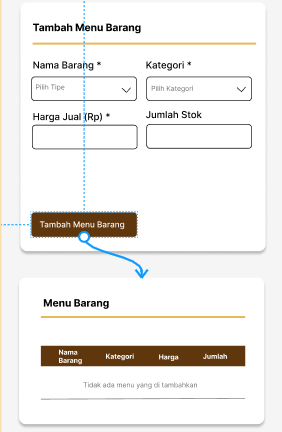 Tambah Menu Barang
Nama Barang * Kategori *
Pilih Tipe Pilih Kategori
Harga Jual (Rp) * Jumlah Stok
Tambah Menu Barang
Menu Barang
Nama Barang Kategori Harga Jumlah
Tidak ada menu yang di tambahkan